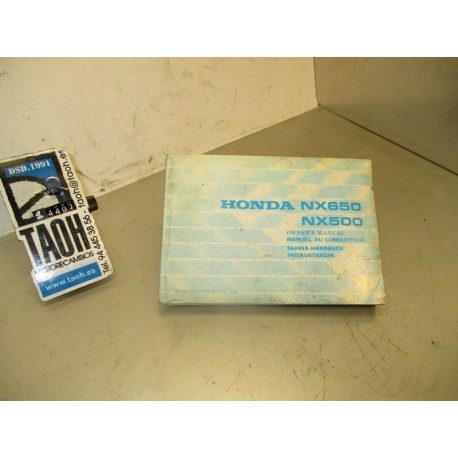 DSD.1991
TAOH
MOTORECAMBIOS
www.taoh.es
Tel. 94 445 38 56 taoh@taoh.es
HONDA NX650
NX500
OWNER'S MANUAL
MANUEL DU CONDUCTEUR
FAHRER-HANDBUCH
INSTRUKTIEBOEK